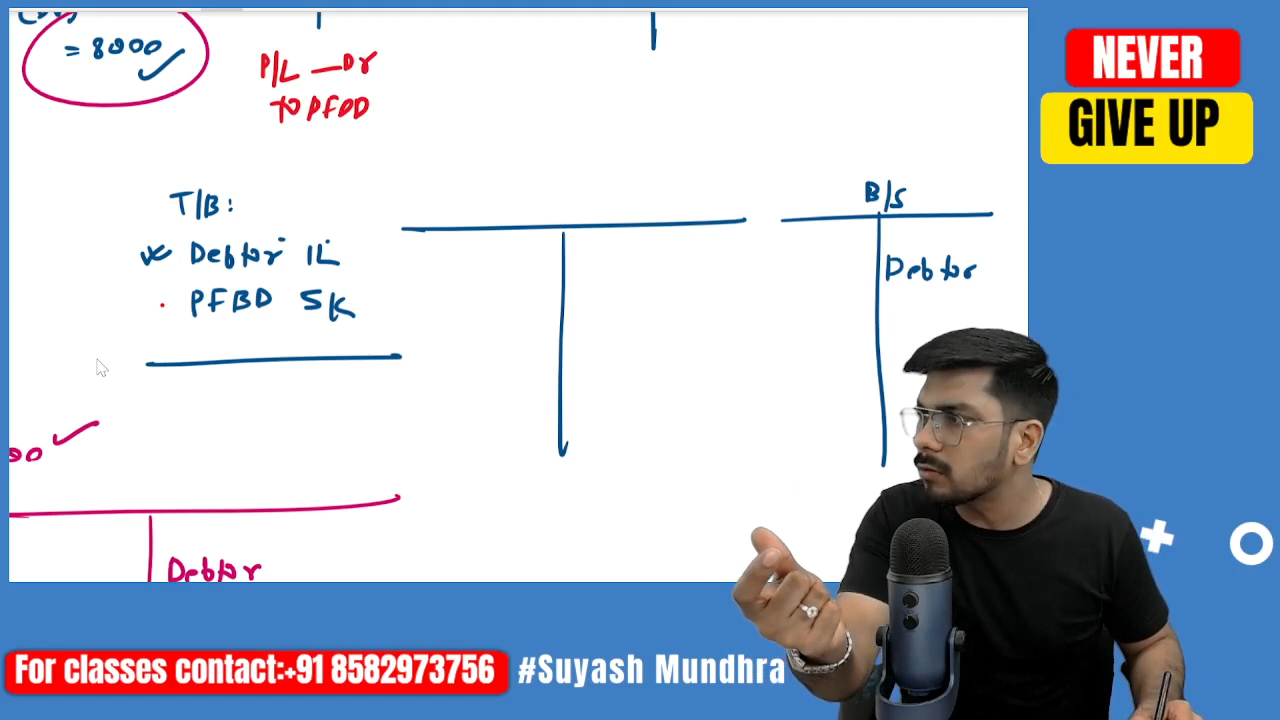 = 8000
P/L — Dr
To PFDD
T/B:
Debtor 1L
PFBD 5K
B/S
Debtor
Debtor
NEVER
GIVE UP
For classes contact:+91 8582973756
#Suyash Mundhra